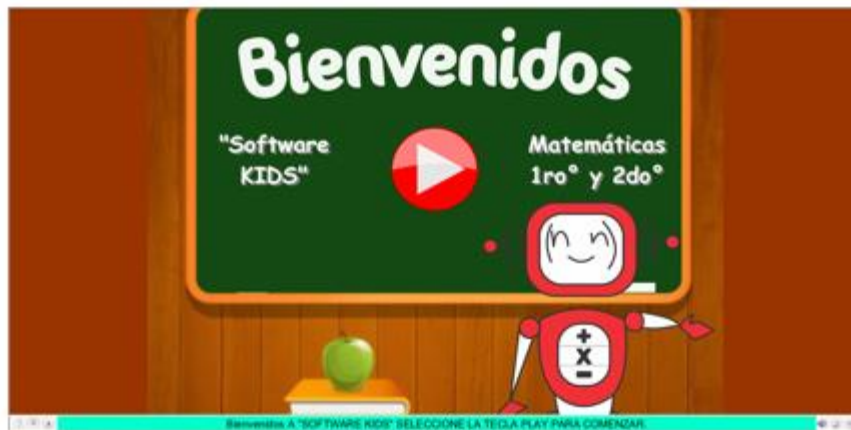 Bienvenidos
"Software
KIDS"
Matemáticas
1ro° y 2do°
+
x
-
Bienvenidos A "SOFTWARE KIDS" SELECCIONE LA TECLA PLAY PARA COMENZAR.